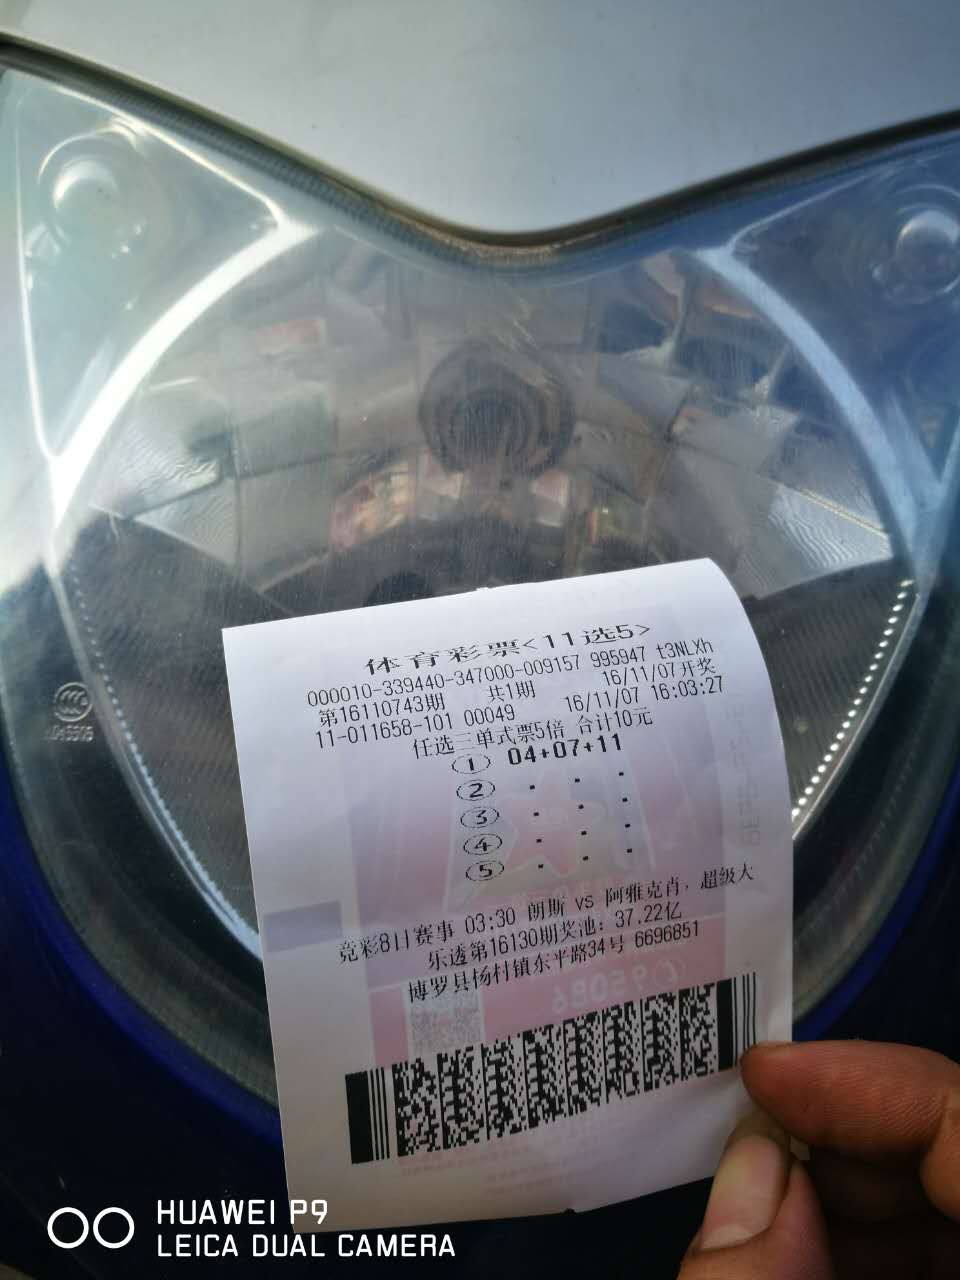 体育彩票<11选5>
000010-339440-347000-009157 995947 t3NLXh
第16110743期 共1期 16/11/07开奖
11-011658-101 00049 16/11/07 16:03:27
任选三单式票5倍 合计10元
① 04+07+11
②
③
④
⑤
竞彩8日赛事 03:30 朗斯 vs 阿雅克肖，超级大
乐透第16130期奖池：37.22亿
博罗县杨村镇东平路34号 6696851
HUAWEI P9
LEICA DUAL CAMERA